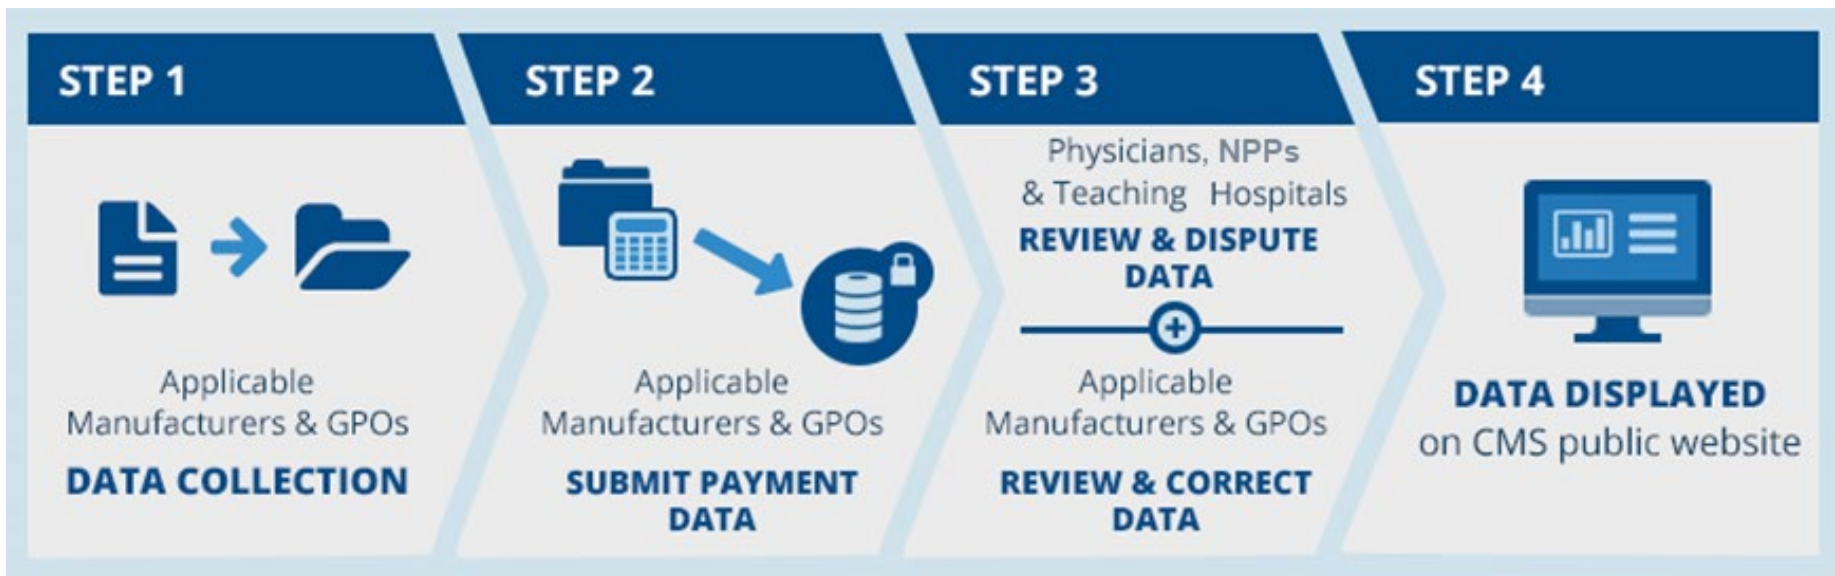 STEP 1
Applicable
Manufacturers & GPOs
DATA COLLECTION
STEP 2
Applicable
Manufacturers & GPOs
SUBMIT PAYMENT
DATA
STEP 3
Physicians, NPPs
& Teaching Hospitals
REVIEW & DISPUTE
DATA
Applicable
Manufacturers & GPOs
REVIEW & CORRECT
DATA
STEP 4
DATA DISPLAYED
on CMS public website